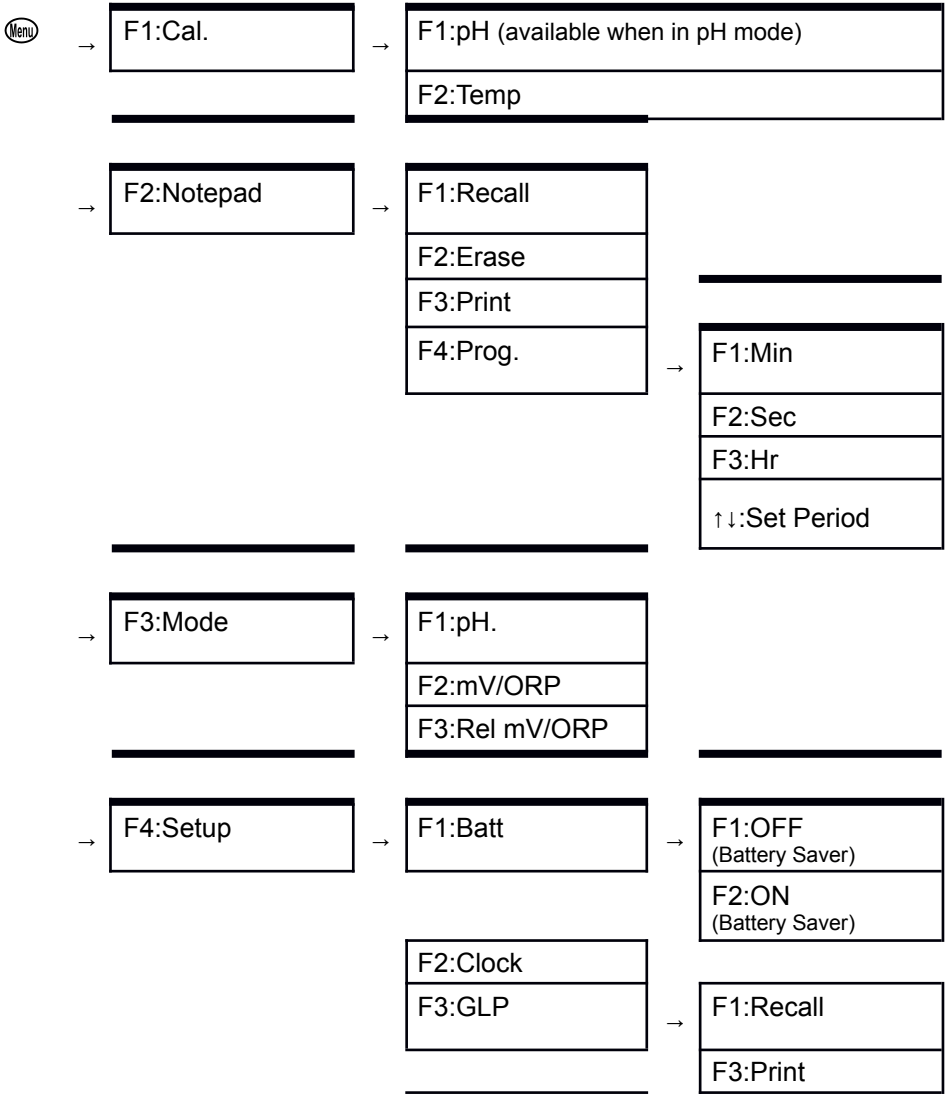 Menu
→ F1:Cal. → F1:pH (available when in pH mode)
F2:Temp
→ F2:Notepad → F1:Recall
F2:Erase
F3:Print
F4:Prog. → F1:Min
F2:Sec
F3:Hr
↑↓:Set Period
→ F3:Mode → F1:pH.
F2:mV/ORP
F3:Rel mV/ORP
→ F4:Setup → F1:Batt → F1:OFF
(Battery Saver)
F2:ON
(Battery Saver)
F2:Clock
F3:GLP → F1:Recall
F3:Print